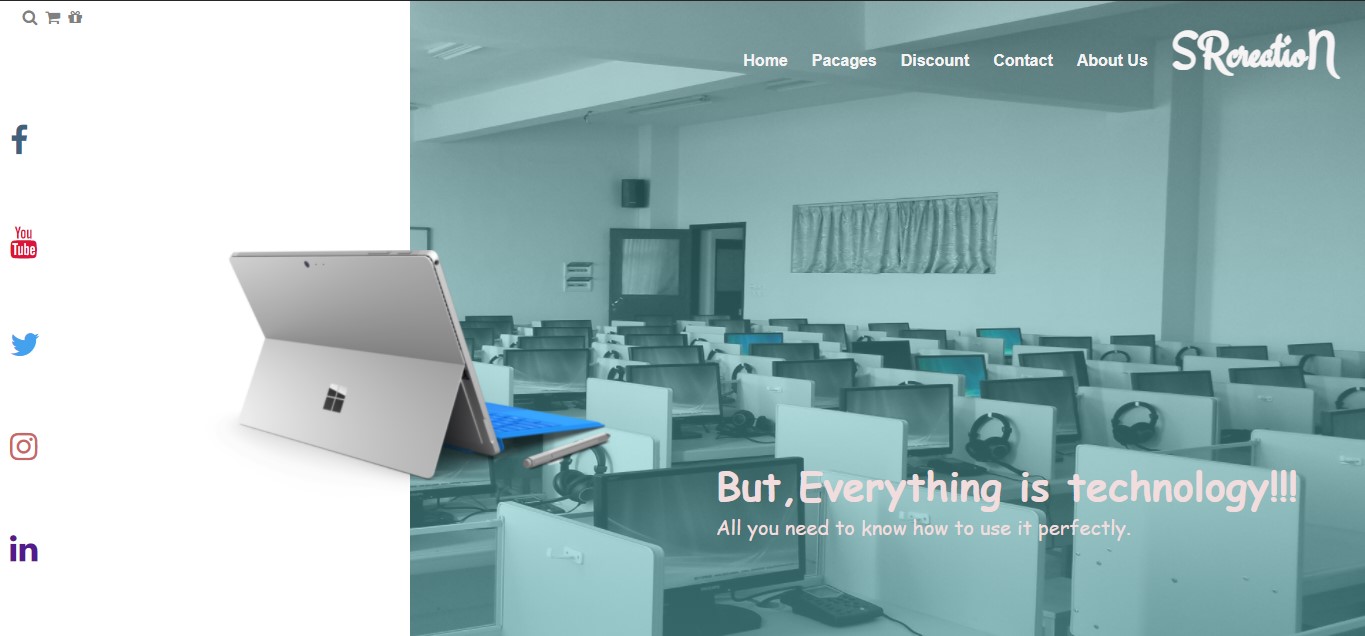 Home Pacages Discount Contact About Us SRcreatioN
You
Tube
in
But,Everything is technology!!!
All you need to know how to use it perfectly.